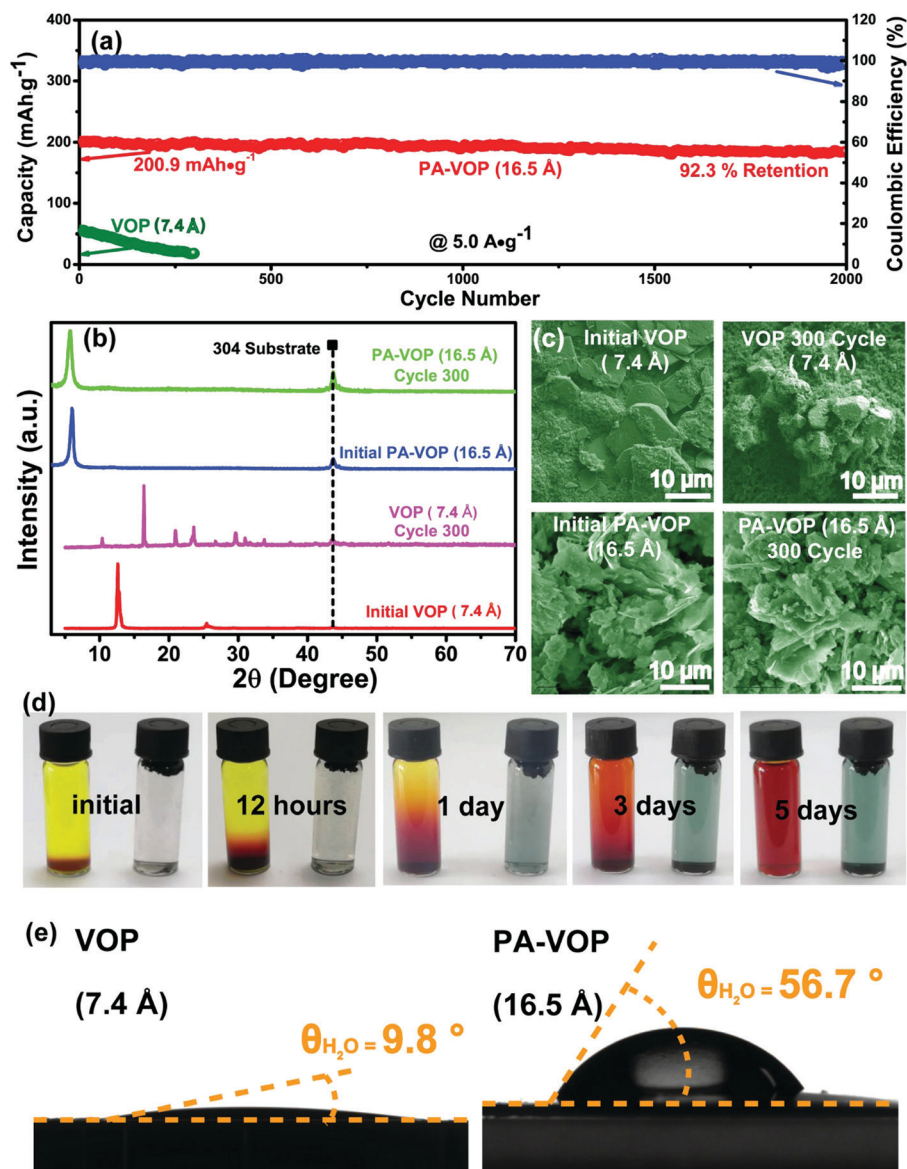 (a)
Capacity (mAh·g⁻¹)
400
300
200
100
0
120
100
80
60
40
20
0
Coulombic Efficiency (%)
200.9 mAh•g⁻¹
PA-VOP (16.5 Å)
92.3 % Retention
VOP (7.4 Å)
@ 5.0 A•g⁻¹
0
500
1000
1500
2000
Cycle Number
(b)
Intensity (a.u.)
304 Substrate
PA-VOP (16.5 Å)
Cycle 300
Initial PA-VOP (16.5 Å)
VOP (7.4 Å)
Cycle 300
Initial VOP (7.4 Å)
10
20
30
40
50
60
70
2θ (Degree)
(c)
Initial VOP
(7.4 Å)
10 μm
VOP 300 Cycle
(7.4 Å)
10 μm
Initial PA-VOP
(16.5 Å)
10 μm
PA-VOP (16.5 Å)
300 Cycle
10 μm
(d)
initial
12 hours
1 day
3 days
5 days
(e)
VOP
(7.4 Å)
θH₂O = 9.8 °
PA-VOP
(16.5 Å)
θH₂O = 56.7 °